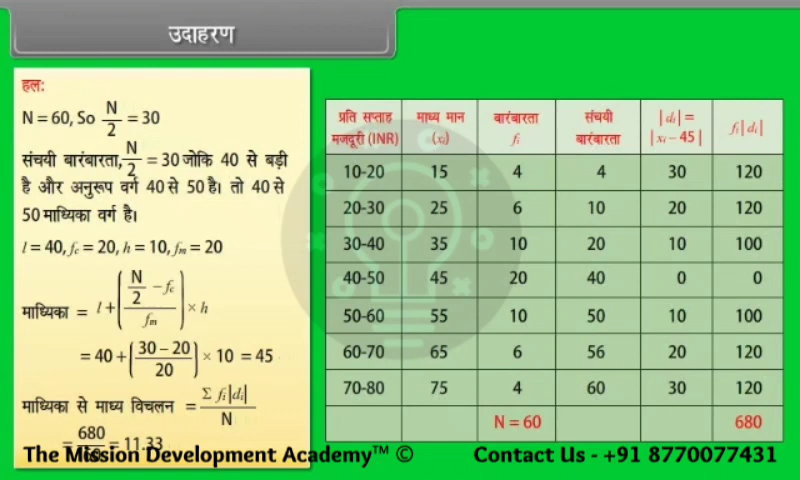 उदाहरण
हल:
N = 60, So N/2 = 30
संचयी बारंबारता, N/2 = 30 जोकि 40 से बड़ी
है और अनुरूप वर्ग 40 से 50 है। तो 40 से
50 माध्यिका वर्ग है।
l = 40, fc = 20, h = 10, fm = 20
माध्यिका = l + ((N/2 − fc)/fm) × h
= 40 + ((30 − 20)/20) × 10 = 45
माध्यिका से माध्य विचलन = Σ fi|di|/N
= 680/60 = 11.33
प्रति सप्ताह मजदूरी (INR) माध्य मान (xi) बारंबारता fi संचयी बारंबारता |di| = |xi − 45| fi|di|
10-20 15 4 4 30 120
20-30 25 6 10 20 120
30-40 35 10 20 10 100
40-50 45 20 40 0 0
50-60 55 10 50 10 100
60-70 65 6 56 20 120
70-80 75 4 60 30 120
N = 60 680
The Mission Development Academy™ © Contact Us - +91 8770077431